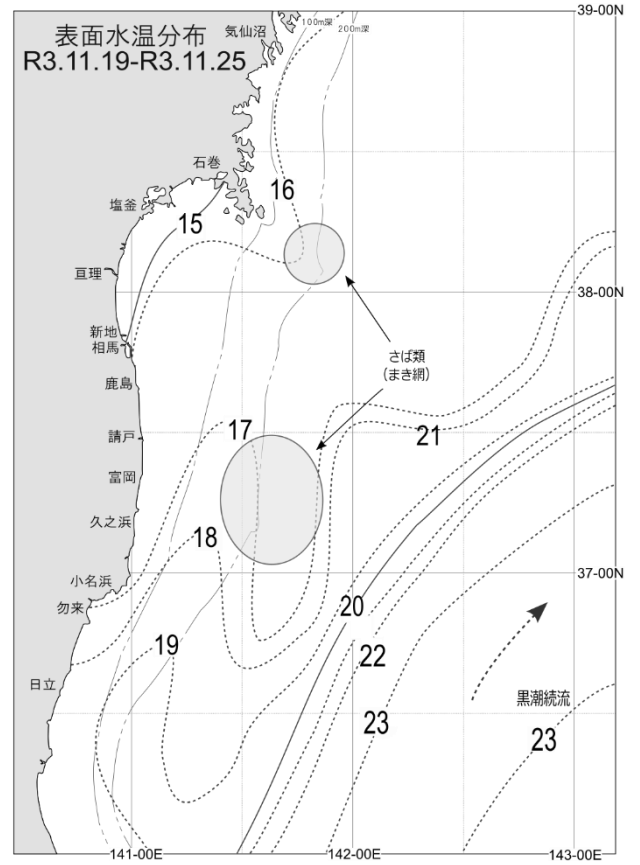 表面水温分布
R3.11.19-R3.11.25
気仙沼
100m深
200m深
39-00N
石巻
16
塩釜
15
亘理
38-00N
新地
相馬
さば類
(まき網)
鹿島
請戸
17
21
富岡
久之浜
18
小名浜
37-00N
勿来
20
19
22
日立
黒潮続流
23
23
141-00E
142-00E
143-00E